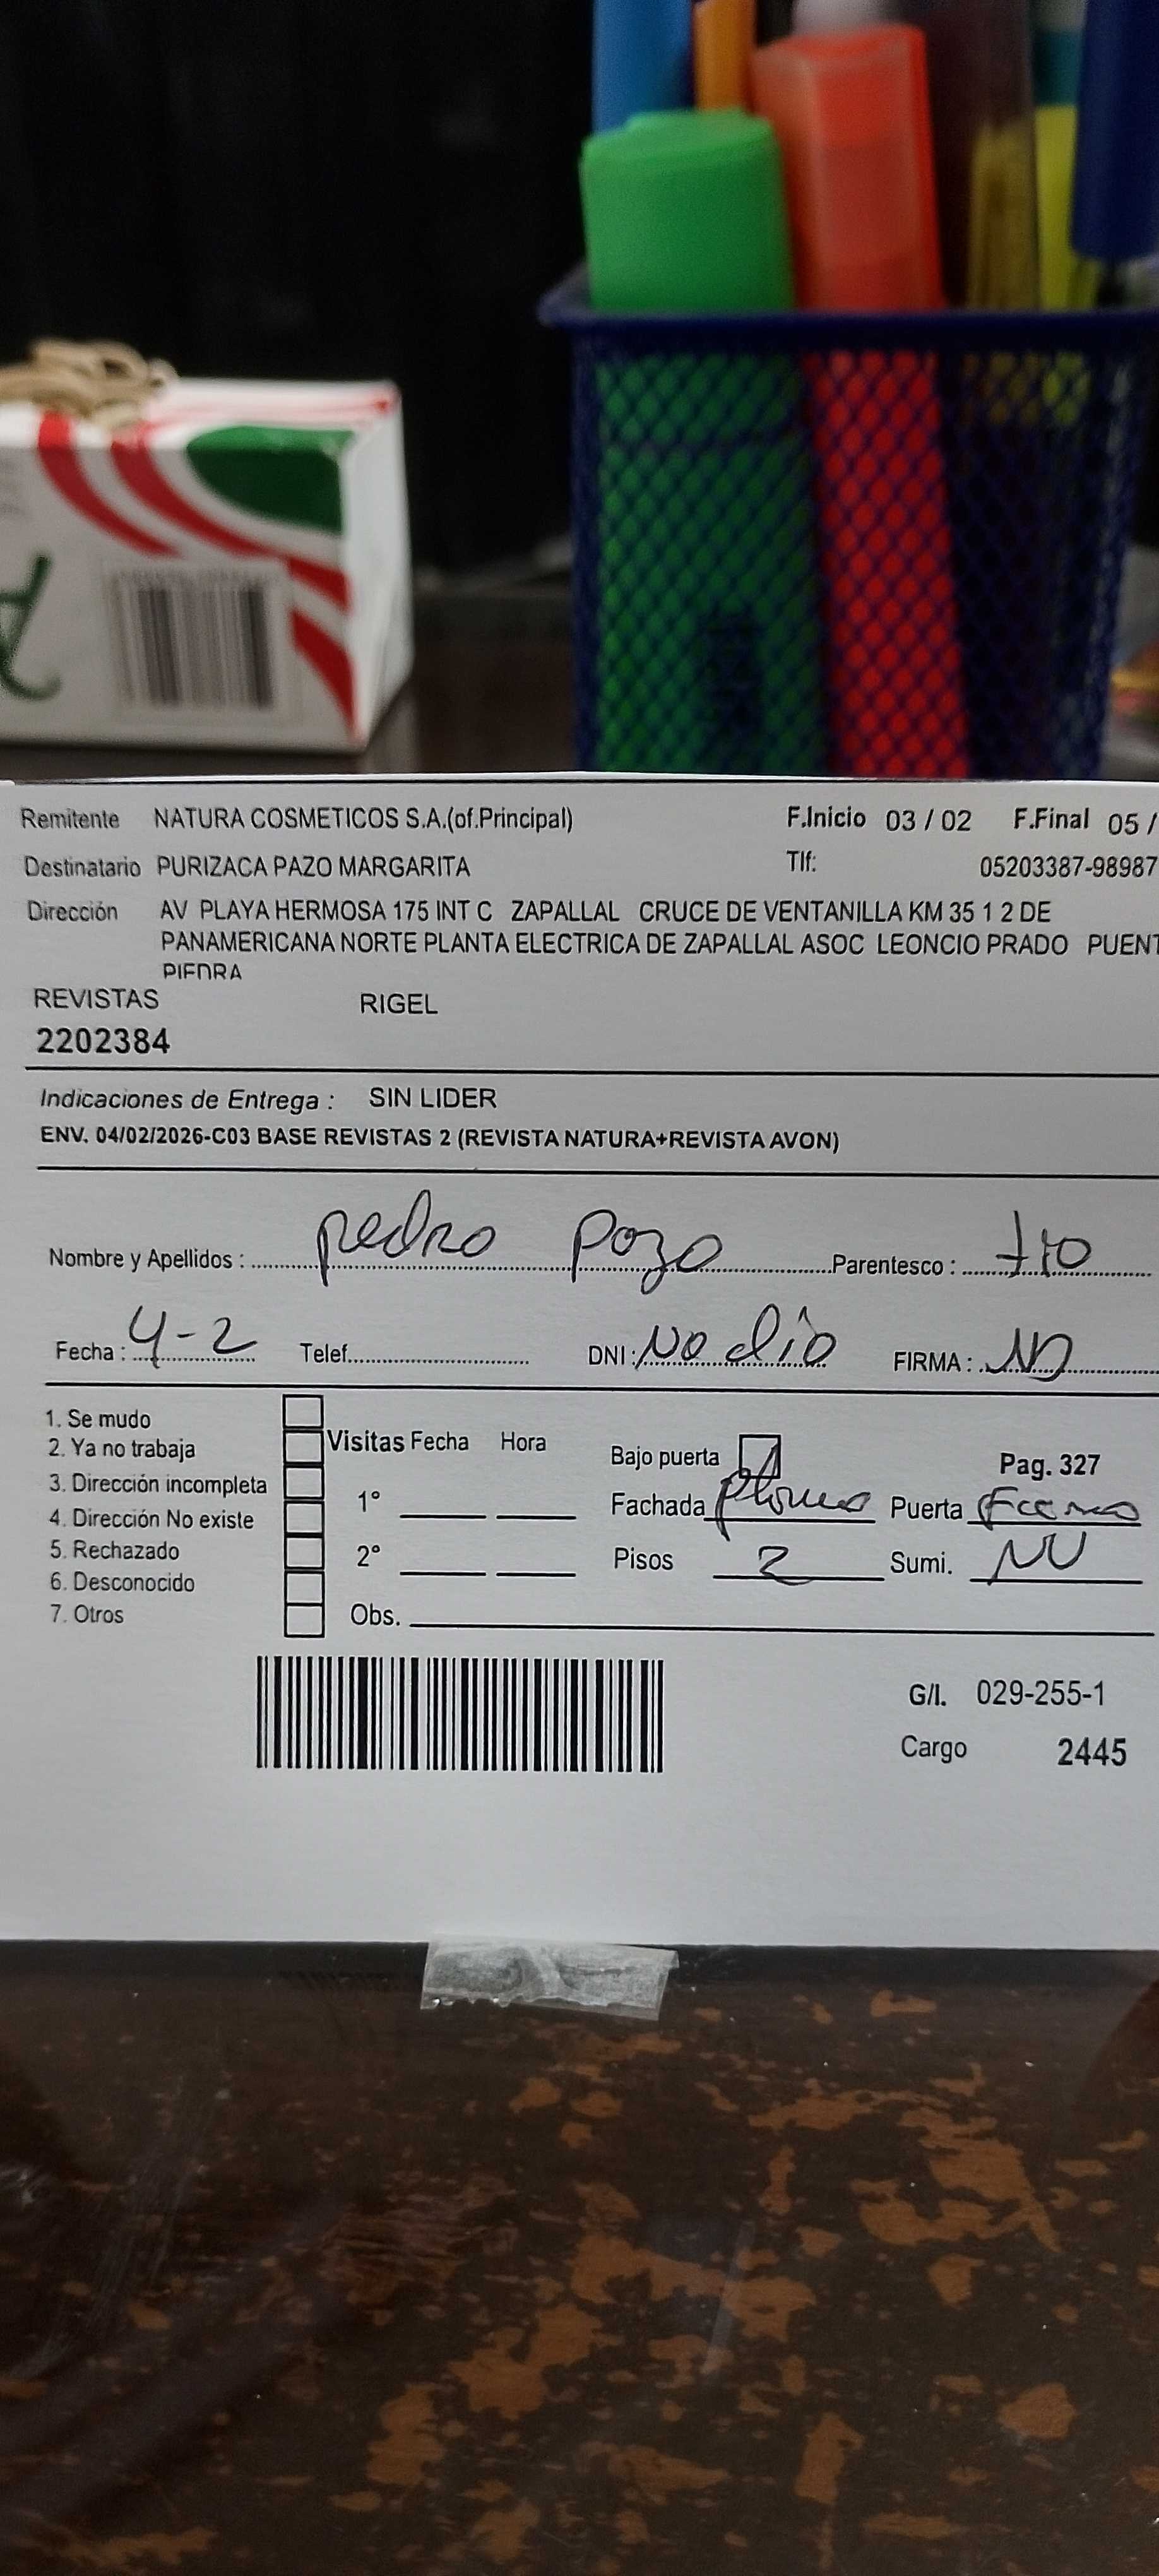 Remitente NATURA COSMETICOS S.A.(of.Principal) F.Inicio 03 / 02 F.Final 05 /
Destinatario PURIZACA PAZO MARGARITA Tlf: 05203387-98987
Dirección AV PLAYA HERMOSA 175 INT C ZAPALLAL CRUCE DE VENTANILLA KM 35 1 2 DE
PANAMERICANA NORTE PLANTA ELECTRICA DE ZAPALLAL ASOC LEONCIO PRADO PUENT
PIEDRA
REVISTAS RIGEL
2202384
Indicaciones de Entrega : SIN LIDER
ENV. 04/02/2026-C03 BASE REVISTAS 2 (REVISTA NATURA+REVISTA AVON)
Nombre y Apellidos : pedro pozo Parentesco : tio
Fecha : 4-2 Telef. DNI : No dio FIRMA :
1. Se mudo
2. Ya no trabaja Visitas Fecha Hora Bajo puerta Pag. 327
3. Dirección incompleta 1° Fachada plomo Puerta
4. Dirección No existe
5. Rechazado 2° Pisos 2 Sumi.
6. Desconocido
7. Otros Obs.
G/I. 029-255-1
Cargo 2445